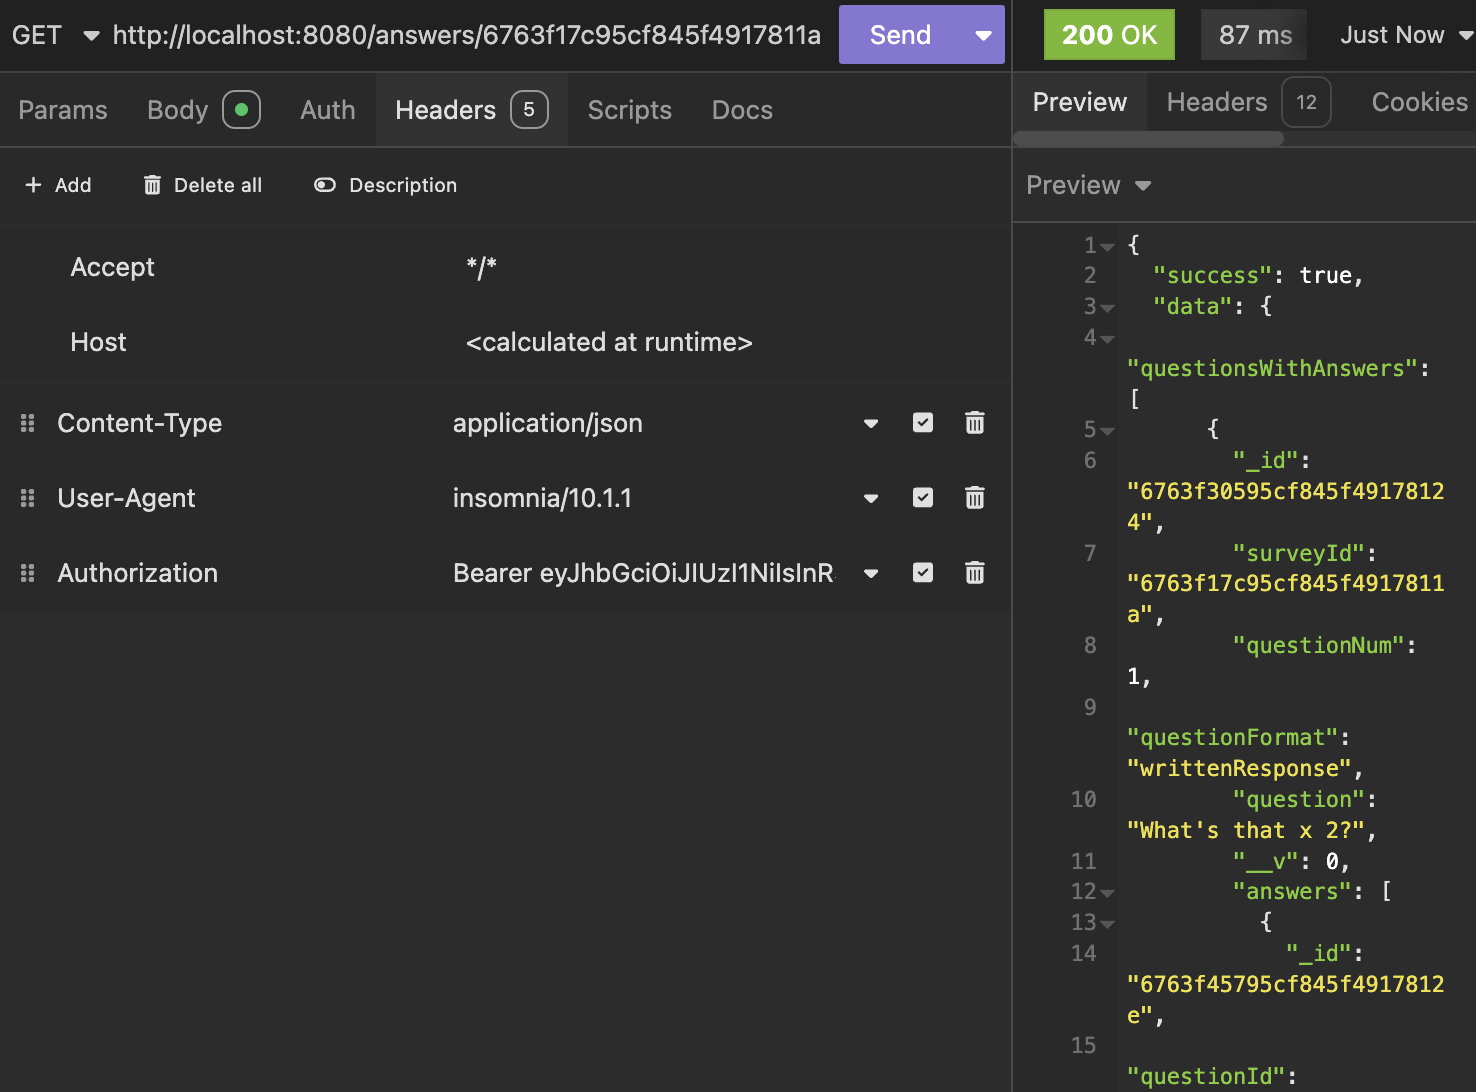 GET http://localhost:8080/answers/6763f17c95cf845f4917811a Send
Params Body Auth Headers 5 Scripts Docs
+ Add Delete all Description
Accept */*
Host <calculated at runtime>
Content-Type application/json
User-Agent insomnia/10.1.1
Authorization Bearer eyJhbGciOiJIUzI1NiIsInR
200 OK 87 ms Just Now
Preview Headers 12 Cookies
Preview
1 {
2 "success": true,
3 "data": {
4
"questionsWithAnswers":
[
5 {
6 "_id":
"6763f30595cf845f4917812
4",
7 "surveyId":
"6763f17c95cf845f4917811
a",
8 "questionNum":
1,
9
"questionFormat":
"writtenResponse",
10 "question":
"What's that x 2?",
11 "__v": 0,
12 "answers": [
13 {
14 "_id":
"6763f45795cf845f4917812
e",
15
"questionId":